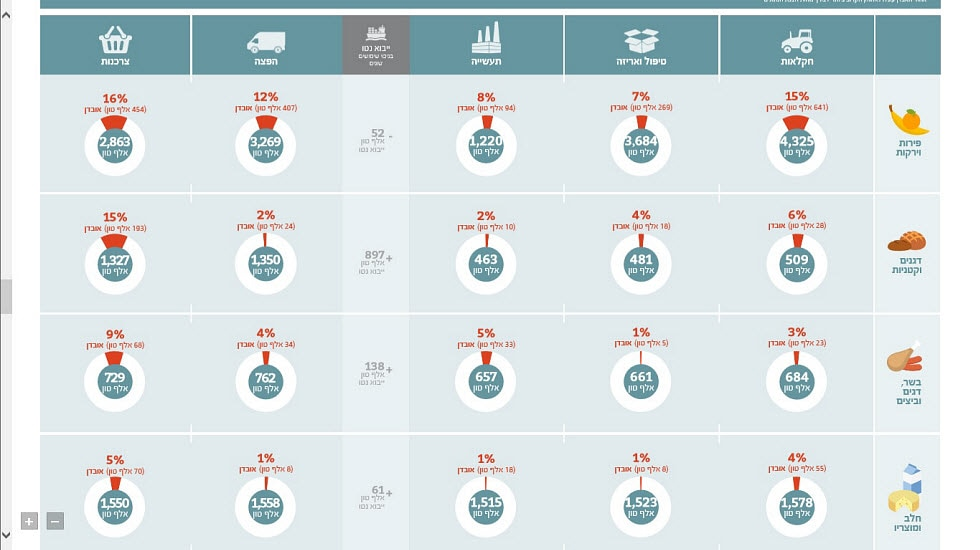 חקלאות
טיפול ואריזה
תעשייה
ייבוא נטו
הפצה
צרכנות
פירות
וירקות
15%
(641 אלף טון) אובדן
4,325
אלף טון
7%
(269 אלף טון) אובדן
3,684
אלף טון
8%
(94 אלף טון) אובדן
1,220
אלף טון
52 -
אלף טון
ייבוא נטו
12%
(407 אלף טון) אובדן
3,269
אלף טון
16%
(454 אלף טון) אובדן
2,863
אלף טון
דגנים
וקטניות
6%
(28 אלף טון) אובדן
509
אלף טון
4%
(18 אלף טון) אובדן
481
אלף טון
2%
(10 אלף טון) אובדן
463
אלף טון
897+
אלף טון
ייבוא נטו
2%
(24 אלף טון) אובדן
1,350
אלף טון
15%
(193 אלף טון) אובדן
1,327
אלף טון
בשר,
דגים
וביצים
3%
(23 אלף טון) אובדן
684
אלף טון
1%
(5 אלף טון) אובדן
661
אלף טון
5%
(33 אלף טון) אובדן
657
אלף טון
138+
אלף טון
ייבוא נטו
4%
(34 אלף טון) אובדן
762
אלף טון
9%
(68 אלף טון) אובדן
729
אלף טון
חלב
ומוצריו
4%
(55 אלף טון) אובדן
1,578
אלף טון
1%
(8 אלף טון) אובדן
1,523
אלף טון
1%
(18 אלף טון) אובדן
1,515
אלף טון
61+
אלף טון
ייבוא נטו
1%
(8 אלף טון) אובדן
1,558
אלף טון
5%
(70 אלף טון) אובדן
1,550
אלף טון